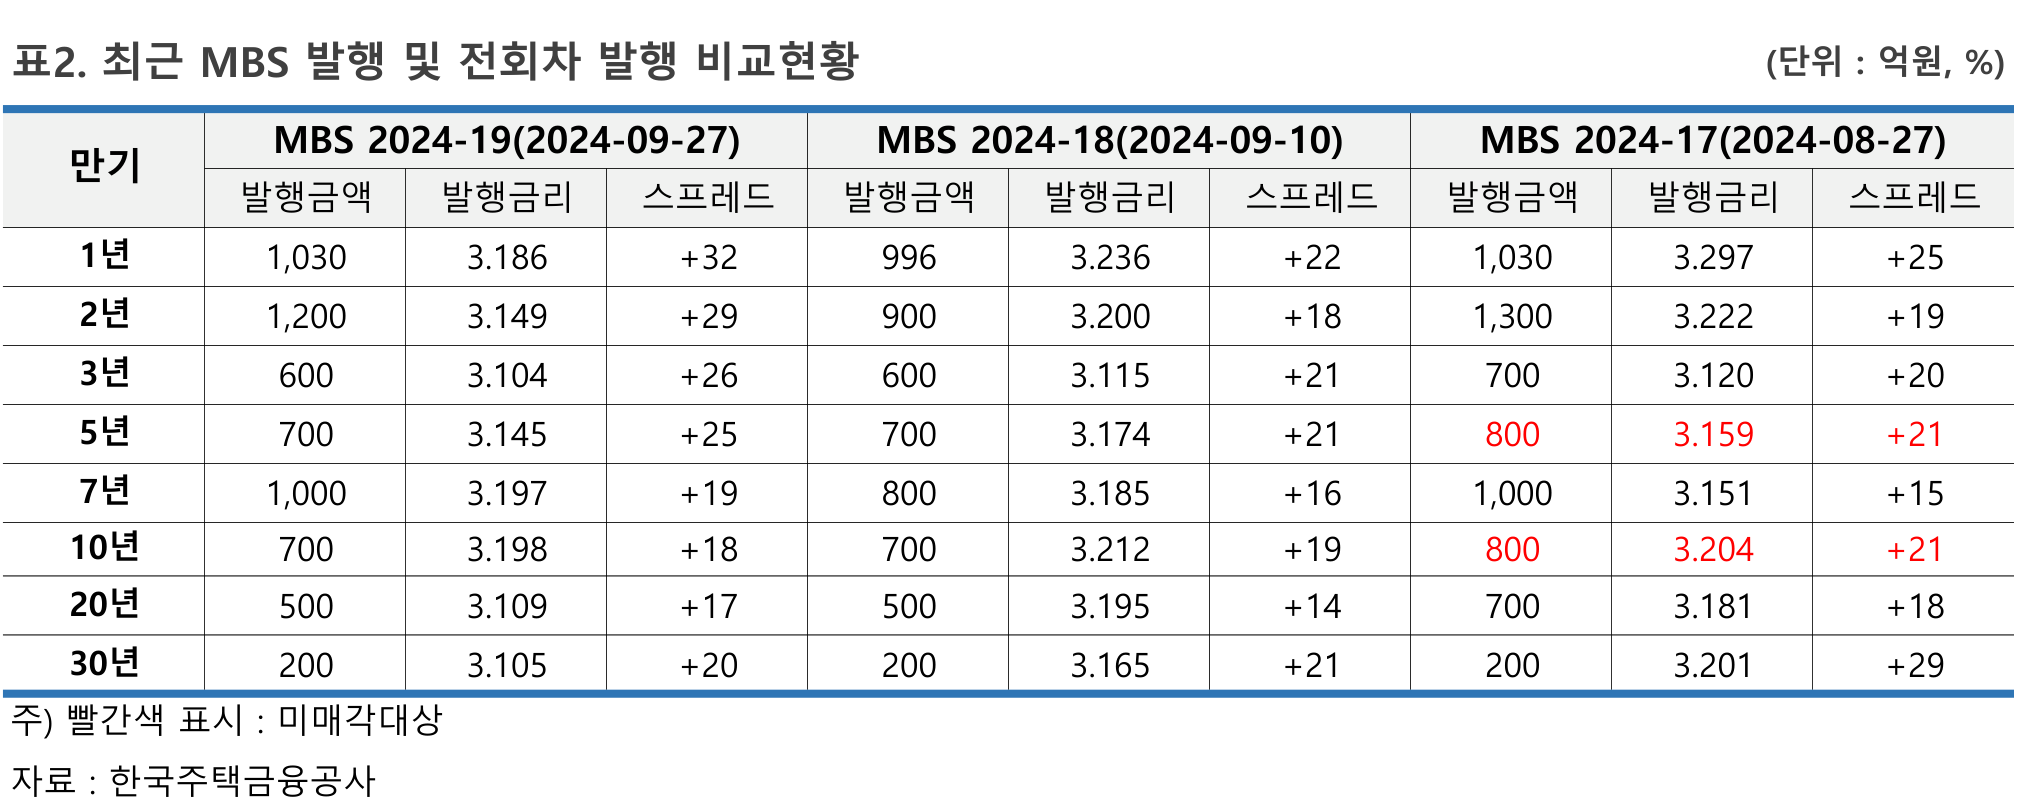 표2. 최근 MBS 발행 및 전회차 발행 비교현황 (단위 : 억원, %)
만기 MBS 2024-19(2024-09-27) MBS 2024-18(2024-09-10) MBS 2024-17(2024-08-27)
발행금액 발행금리 스프레드 발행금액 발행금리 스프레드 발행금액 발행금리 스프레드
1년 1,030 3.186 +32 996 3.236 +22 1,030 3.297 +25
2년 1,200 3.149 +29 900 3.200 +18 1,300 3.222 +19
3년 600 3.104 +26 600 3.115 +21 700 3.120 +20
5년 700 3.145 +25 700 3.174 +21 800 3.159 +21
7년 1,000 3.197 +19 800 3.185 +16 1,000 3.151 +15
10년 700 3.198 +18 700 3.212 +19 800 3.204 +21
20년 500 3.109 +17 500 3.195 +14 700 3.181 +18
30년 200 3.105 +20 200 3.165 +21 200 3.201 +29
주) 빨간색 표시 : 미매각대상
자료 : 한국주택금융공사